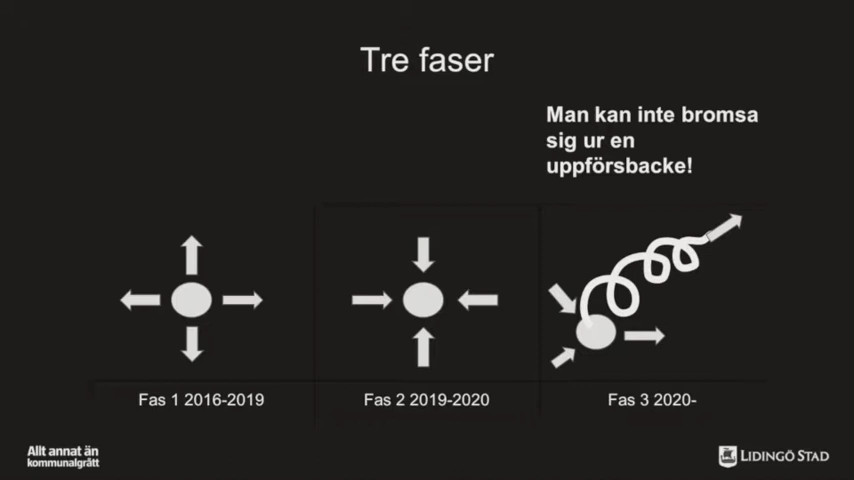 Tre faser
Man kan inte bromsa
sig ur en
uppförsbacke!
Fas 1 2016-2019
Fas 2 2019-2020
Fas 3 2020-
Allt annat än
kommunalgrått
LIDINGÖ STAD